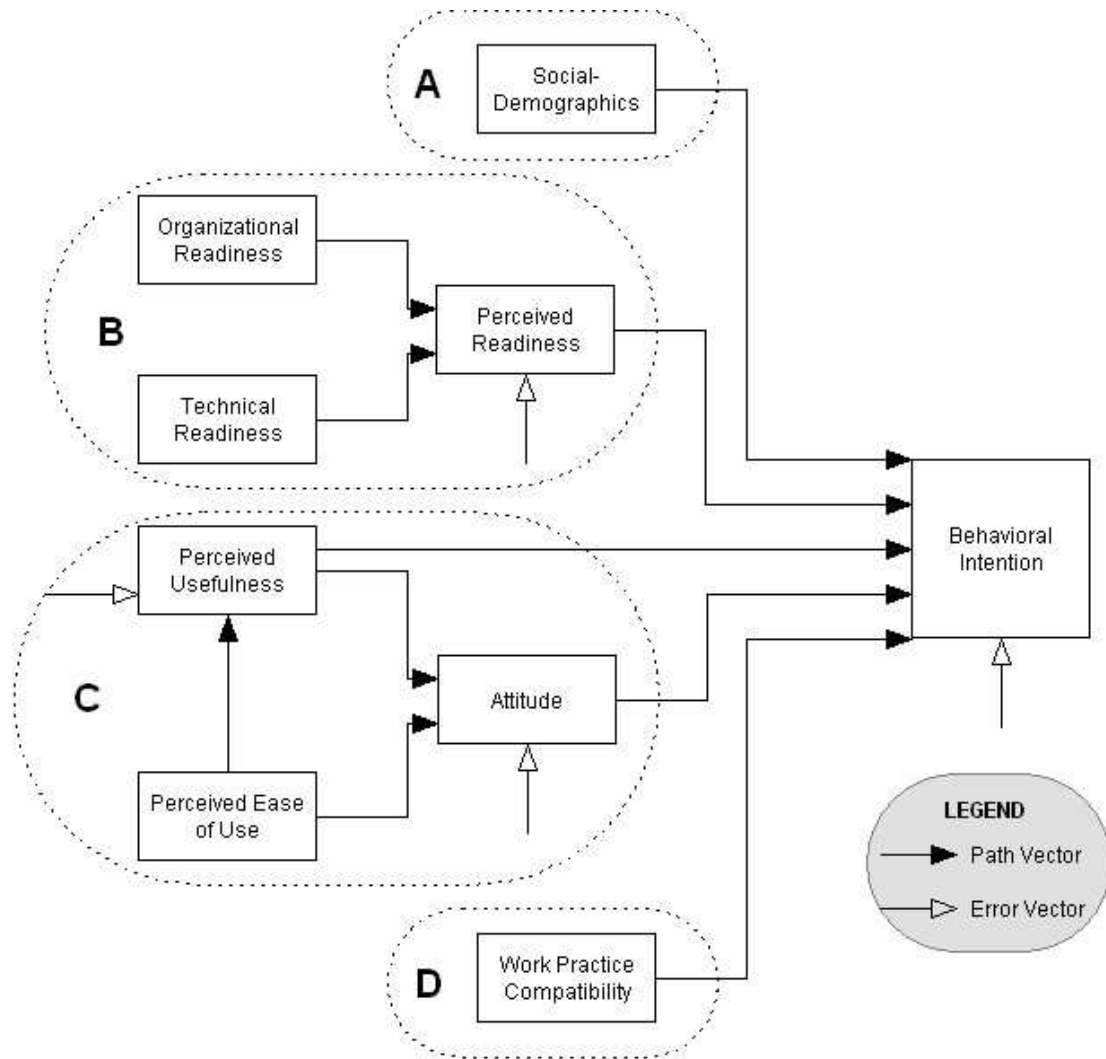 A
Social-
Demographics
Organizational
Readiness
B
Perceived
Readiness
Technical
Readiness
Perceived
Usefulness
Behavioral
Intention
C
Attitude
Perceived Ease
of Use
LEGEND
Path Vector
Error Vector
D
Work Practice
Compatibility